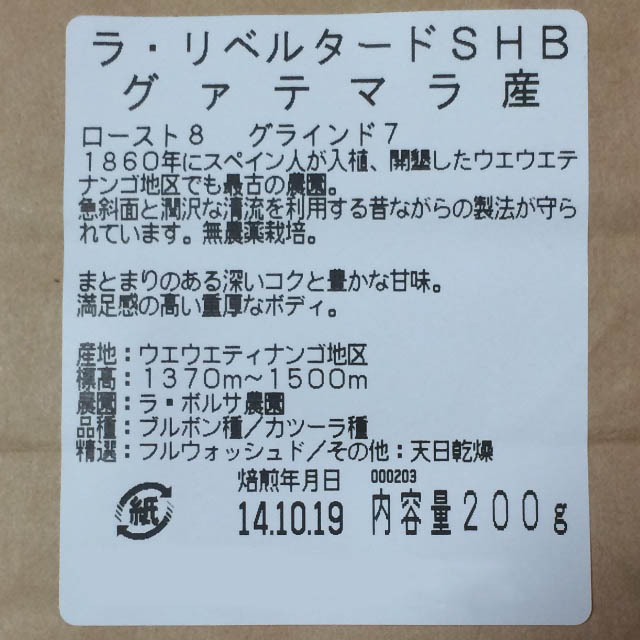 ラ・リベルタードSHB
グァテマラ産
ロースト8　グラインド7
1860年にスペイン人が入植、開墾したウエウエテ
ナンゴ地区でも最古の農園。
急斜面と潤沢な清流を利用する昔ながらの製法が守ら
れています。無農薬栽培。
まとまりのある深いコクと豊かな甘味。
満足感の高い重厚なボディ。
産地：ウエウエティナンゴ地区
標高：1370m～1500m
農園：ラ・ボルサ農園
品種：ブルボン種/カツーラ種
精選：フルウォッシュド/その他：天日乾燥
焙煎年月日 000203
紙 14.10.19 内容量200g